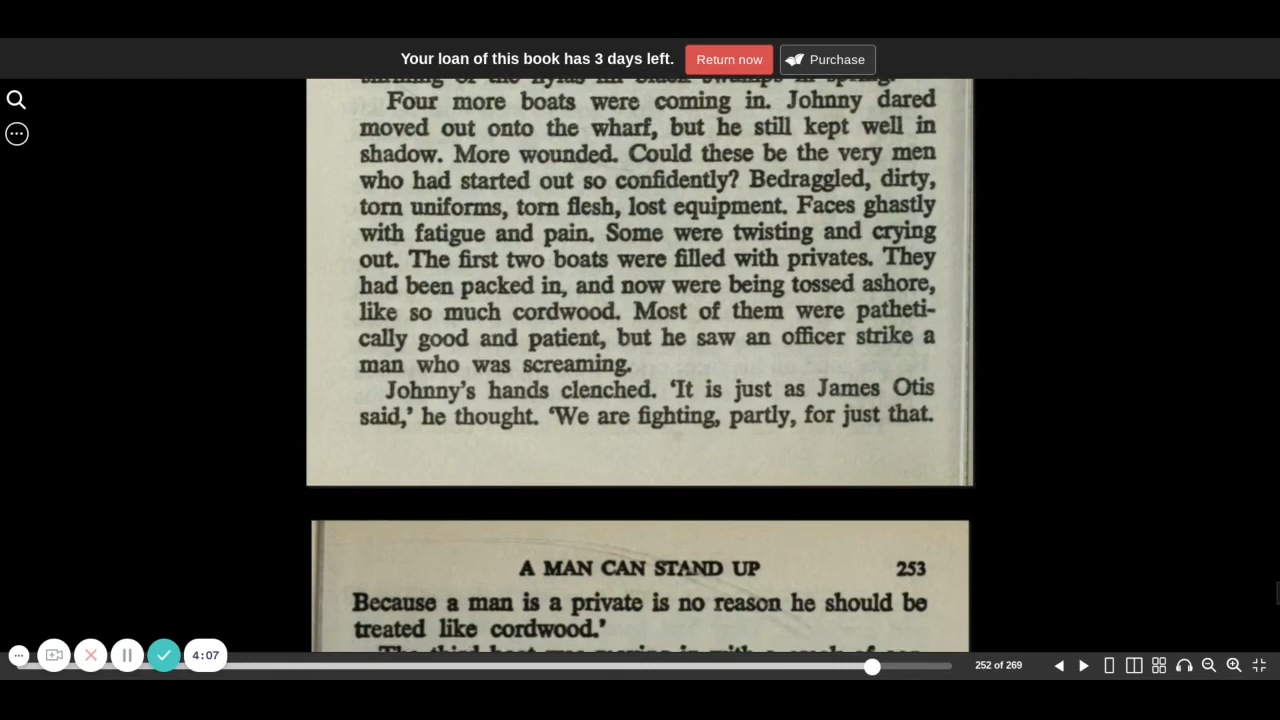 Your loan of this book has 3 days left. Return now Purchase
Four more boats were coming in. Johnny dared
moved out onto the wharf, but he still kept well in
shadow. More wounded. Could these be the very men
who had started out so confidently? Bedraggled, dirty,
torn uniforms, torn flesh, lost equipment. Faces ghastly
with fatigue and pain. Some were twisting and crying
out. The first two boats were filled with privates. They
had been packed in, and now were being tossed ashore,
like so much cordwood. Most of them were patheti-
cally good and patient, but he saw an officer strike a
man who was screaming.
Johnny's hands clenched. 'It is just as James Otis
said,' he thought. 'We are fighting, partly, for just that.
A MAN CAN STAND UP 253
Because a man is a private is no reason he should be
treated like cordwood.'
4:07
252 of 269